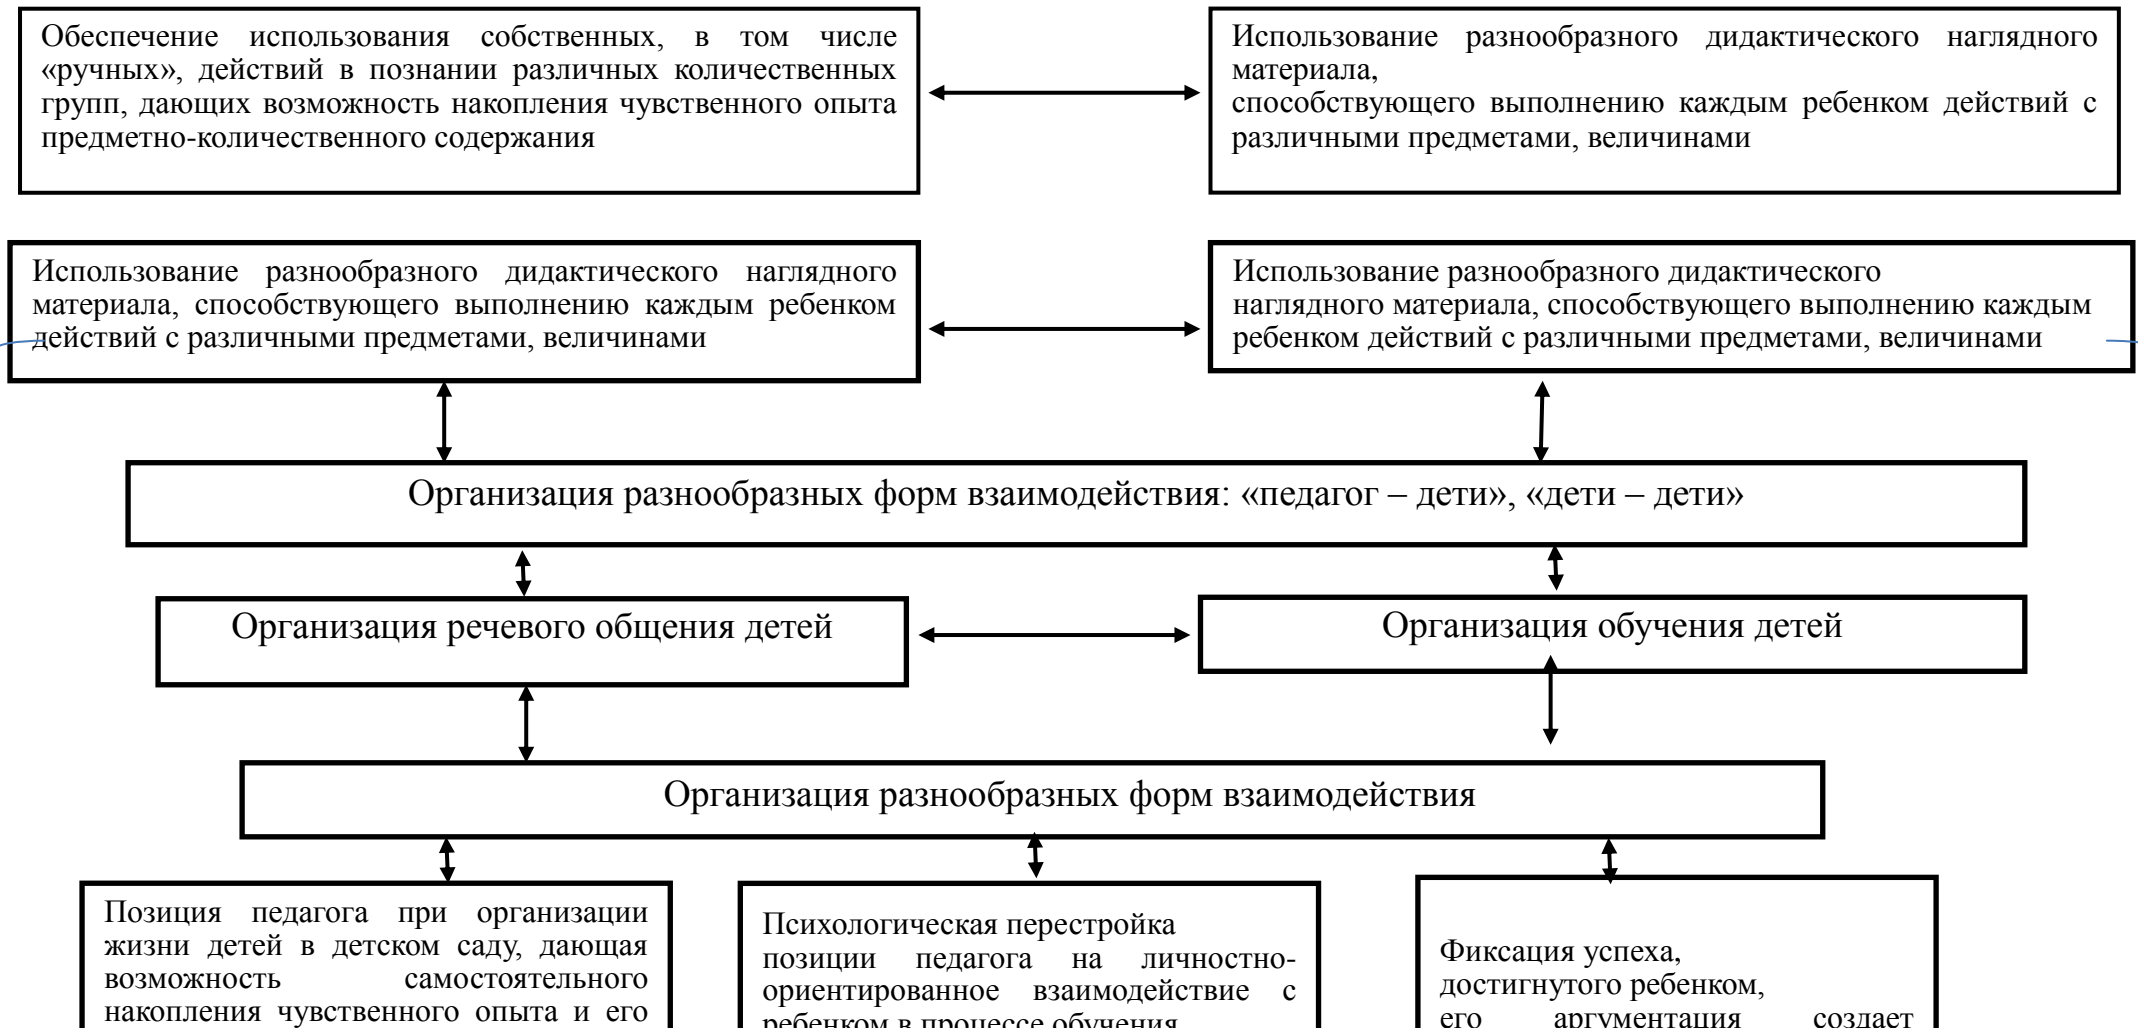 Обеспечение использования собственных, в том числе
«ручных», действий в познании различных количественных
групп, дающих возможность накопления чувственного опыта
предметно-количественного содержания
Использование разнообразного дидактического наглядного
материала,
способствующего выполнению каждым ребенком действий с
различными предметами, величинами
Использование разнообразного дидактического наглядного
материала, способствующего выполнению каждым ребенком
действий с различными предметами, величинами
Использование разнообразного дидактического
наглядного материала, способствующего выполнению каждым
ребенком действий с различными предметами, величинами
Организация разнообразных форм взаимодействия: «педагог – дети», «дети – дети»
Организация речевого общения детей
Организация обучения детей
Организация разнообразных форм взаимодействия
Позиция педагога при организации
жизни детей в детском саду, дающая
возможность самостоятельного
накопления чувственного опыта и его
Психологическая перестройка
позиции педагога на личностно-
ориентированное взаимодействие с
ребенком в процессе обучения
Фиксация успеха,
достигнутого ребенком,
его аргументация создает